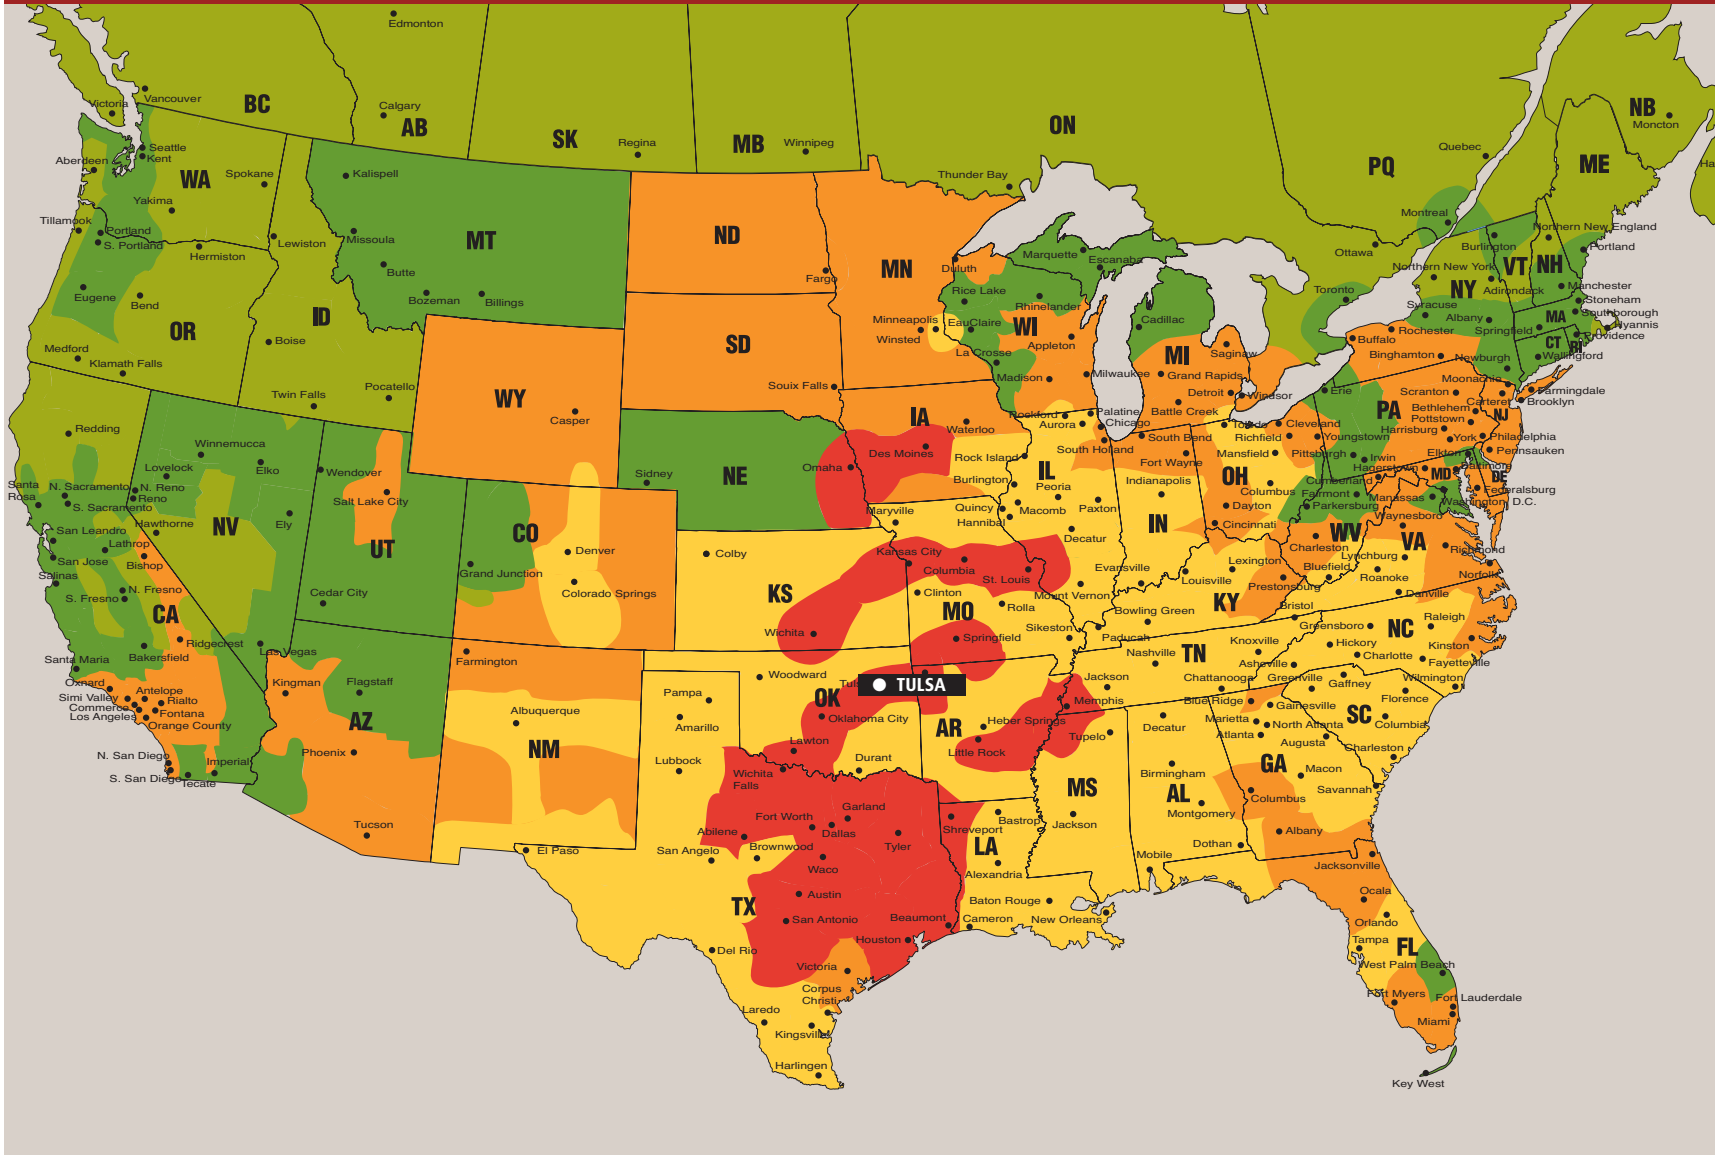 Edmonton
Vancouver
Victoria
BC
Calgary
AB
SK
Regina
MB
Winnipeg
ON
Thunder Bay
PQ
Quebec
Montreal
Ottawa
Toronto
NB
Moncton
Ha
ME
Seattle
Kent
Aberdeen
WA
Spokane
Yakima
Tillamook
Portland
S. Portland
Hermiston
Lewiston
Eugene
Bend
OR
Medford
Klamath Falls
ID
Boise
Twin Falls
Pocatello
Kalispell
Missoula
MT
Butte
Bozeman
Billings
WY
Casper
ND
Fargo
SD
Souix Falls
MN
Duluth
Minneapolis
Winsted
Marquette
Escanaba
Rice Lake
Rhinelander
EauClaire
WI
La Crosse
Appleton
Madison
Milwaukee
Cadillac
MI
Saginaw
Grand Rapids
Detroit
Windsor
Battle Creek
Northern New England
Burlington
Portland
Northern New York
VT
NH
NY
Adirondack
Manchester
Syracuse
Stoneham
Albany
MA
Southborough
Springfield
Hyannis
Rochester
Providence
Buffalo
CT
RI
Binghamton
Newburgh
Wallingford
Moonachie
Erie
Scranton
Farmingdale
Carteret
Brooklyn
PA
Bethlehem
NJ
Pottstown
Harrisburg
York
Philadelphia
Pittsburgh
Irwin
Pennsauken
Elkton
Hagerstown
MD
Baltimore
DE
Cumberland
Federalsburg
Fairmont
Manassas
Washington, D.C.
Parkersburg
Waynesboro
WV
VA
Charleston
Lynchburg
Richmond
Bluefield
Roanoke
Norfolk
Danville
Bristol
Redding
Winnemucca
Lovelock
Elko
Wendover
Santa
Rosa
N. Sacramento
N. Reno
Reno
S. Sacramento
Salt Lake City
San Leandro
Hawthorne
NV
Ely
Lathrop
San Jose
Bishop
UT
Salinas
N. Fresno
S. Fresno
CA
Cedar City
Ridgecrest
Bakersfield
Las Vegas
Santa Maria
Oxnard
Antelope
Simi Valley
Rialto
Commerce
Fontana
Los Angeles
Orange County
N. San Diego
Imperial
S. San Diego
Tecate
Kingman
Flagstaff
AZ
Phoenix
Tucson
CO
Denver
Grand Junction
Colorado Springs
Farmington
Albuquerque
NM
El Paso
Sidney
NE
Omaha
IA
Waterloo
Des Moines
Rockford
Palatine
Aurora
Chicago
South Holland
Rock Island
IL
Burlington
Peoria
Quincy
Macomb
Paxton
Hannibal
Decatur
Mount Vernon
South Bend
Fort Wayne
Indianapolis
IN
Evansville
Toledo
Cleveland
Richfield
Youngstown
Mansfield
OH
Columbus
Dayton
Cincinnati
Maryville
Kansas City
Columbia
St. Louis
Clinton
MO
Rolla
Sikeston
Springfield
Colby
KS
Wichita
Lexington
Louisville
Prestonsburg
KY
Bowling Green
Paducah
Nashville
TN
Knoxville
Jackson
Chattanooga
Memphis
Greensboro
NC
Raleigh
Hickory
Kinston
Charlotte
Fayetteville
Asheville
Wilmington
Greenville
Gaffney
Florence
SC
Columbia
Charleston
Woodward
OK
Tul
TULSA
Oklahoma City
Lawton
Durant
AR
Heber Springs
Little Rock
Pampa
Amarillo
Lubbock
Wichita
Falls
Garland
Fort Worth
Dallas
Abilene
Brownwood
Tyler
San Angelo
Waco
TX
Austin
San Antonio
Beaumont
Houston
Del Rio
Victoria
Corpus
Christi
Laredo
Kingsville
Harlingen
Shreveport
Bastrop
LA
Alexandria
Baton Rouge
Cameron
New Orleans
Tupelo
MS
Jackson
Decatur
Birmingham
AL
Montgomery
Dothan
Mobile
Blue Ridge
Gainesville
Marietta
North Atlanta
Atlanta
Augusta
GA
Macon
Savannah
Columbus
Albany
Jacksonville
Ocala
Orlando
Tampa
FL
West Palm Beach
Fort Myers
Fort Lauderdale
Miami
Key West